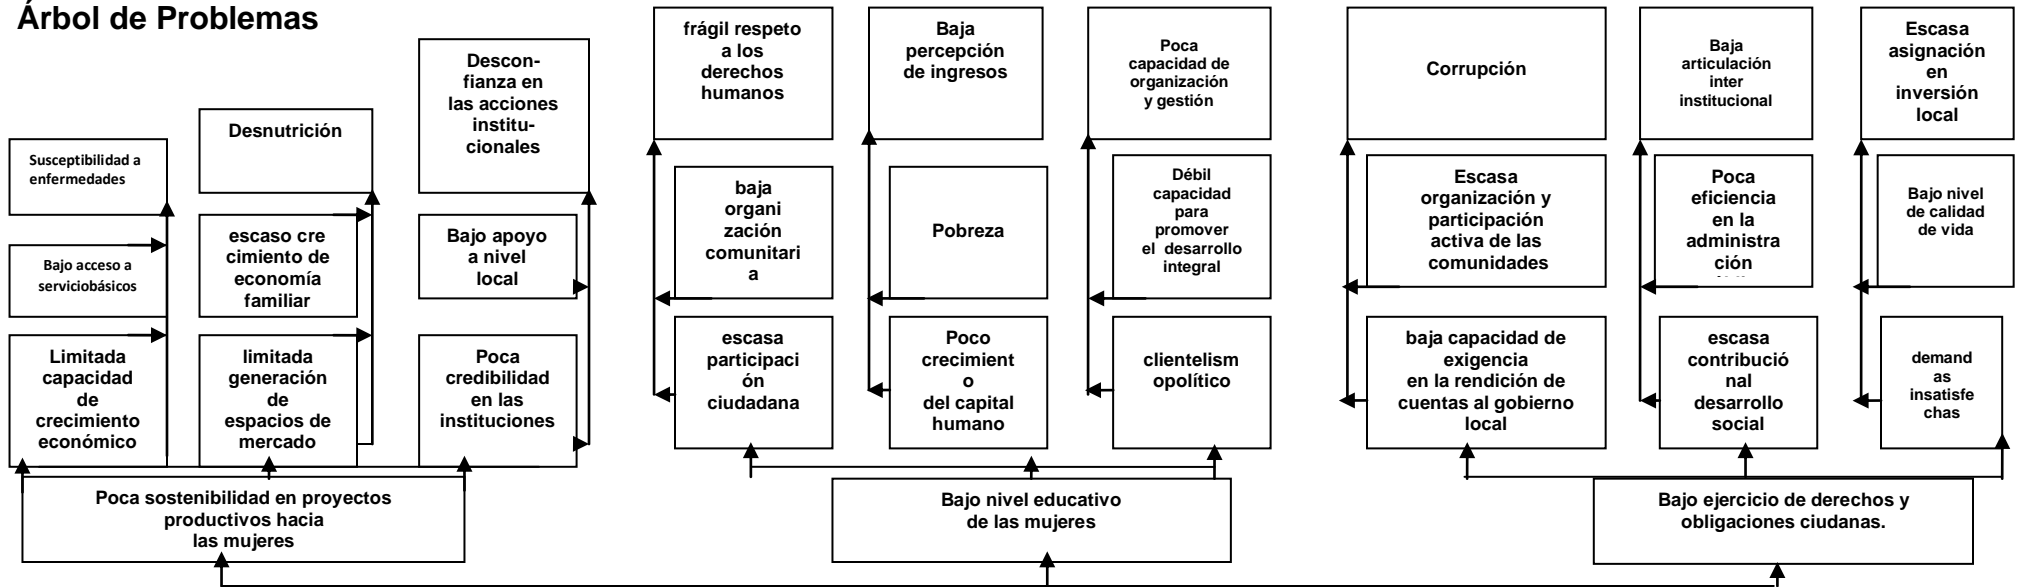 Árbol de Problemas
Susceptibilidad a
enfermedades
Bajo acceso a
serviciobásicos
Limitada
capacidad
de
crecimiento
económico
Desnutrición
escaso cre
cimiento de
economía
familiar
limitada
generación
de
espacios de
mercado
Descon-
fianza en
las acciones
institu-
cionales
Bajo apoyo
a nivel
local
Poca
credibilidad
en las
instituciones
Poca sostenibilidad en proyectos
productivos hacia
las mujeres
frágil respeto
a los
derechos
humanos
baja
organi
zación
comunitari
a
escasa
participaci
ón
ciudadana
Baja
percepción
de ingresos
Pobreza
Poco
crecimient
o
del capital
humano
Poca
capacidad de
organización
y gestión
Débil
capacidad
para
promover
el desarrollo
integral
clientelism
opolítico
Bajo nivel educativo
de las mujeres
Corrupción
Escasa
organización y
participación
activa de las
comunidades
baja capacidad de
exigencia
en la rendición de
cuentas al gobierno
local
Baja
articulación
inter
institucional
Poca
eficiencia
en la
administra
ción
escasa
contribució
nal
desarrollo
social
Escasa
asignación
en
inversión
local
Bajo nivel
de calidad
de vida
demand
as
insatisfe
chas
Bajo ejercicio de derechos y
obligaciones ciudanas.